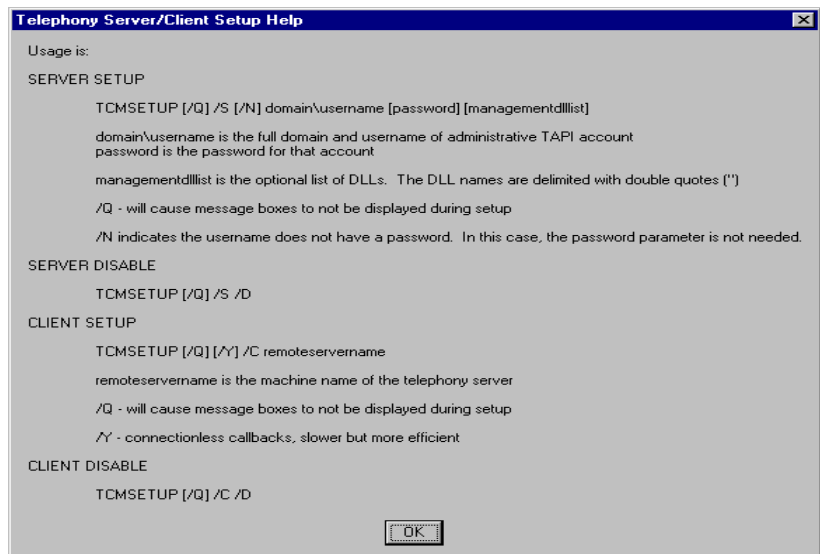 Telephony Server/Client Setup Help
Usage is:
SERVER SETUP
TCMSETUP [/Q] /S [/N] domain\username [password] [managementdlllist]
domain\username is the full domain and username of administrative TAPI account
password is the password for that account
managementdlllist is the optional list of DLLs.  The DLL names are delimited with double quotes (")
/Q - will cause message boxes to not be displayed during setup
/N indicates the username does not have a password.  In this case, the password parameter is not needed.
SERVER DISABLE
TCMSETUP [/Q] /S /D
CLIENT SETUP
TCMSETUP [/Q] [/Y] /C remoteservername
remoteservername is the machine name of the telephony server
/Q - will cause message boxes to not be displayed during setup
/Y - connectionless callbacks, slower but more efficient
CLIENT DISABLE
TCMSETUP [/Q] /C /D
OK